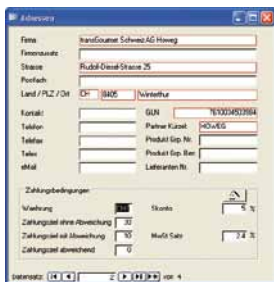 Adressen
Firma transGourmet Schweiz AG Howeg
Firmenzusatz
Strasse Rudolf-Diesel-Strasse 25
Postfach
Land / PLZ / Ort CH 8405 Winterthur
Kontakt GLN 7610034503984
Telefon Partner Kürzel HOWEG
Telefax Produkt Grp. Nr.
Telex Produkt Grp. Ber.
eMail Lieferanten Nr.
Zahlungsbedingungen
Waehrung Skonto 5 %
Zahlungsziel ohne Abweichung 30
Zahlungsziel mit Abweichung 10 MwSt Satz 2.4 %
Zahlungsziel abweichend 0
Datensatz: 2 von 4